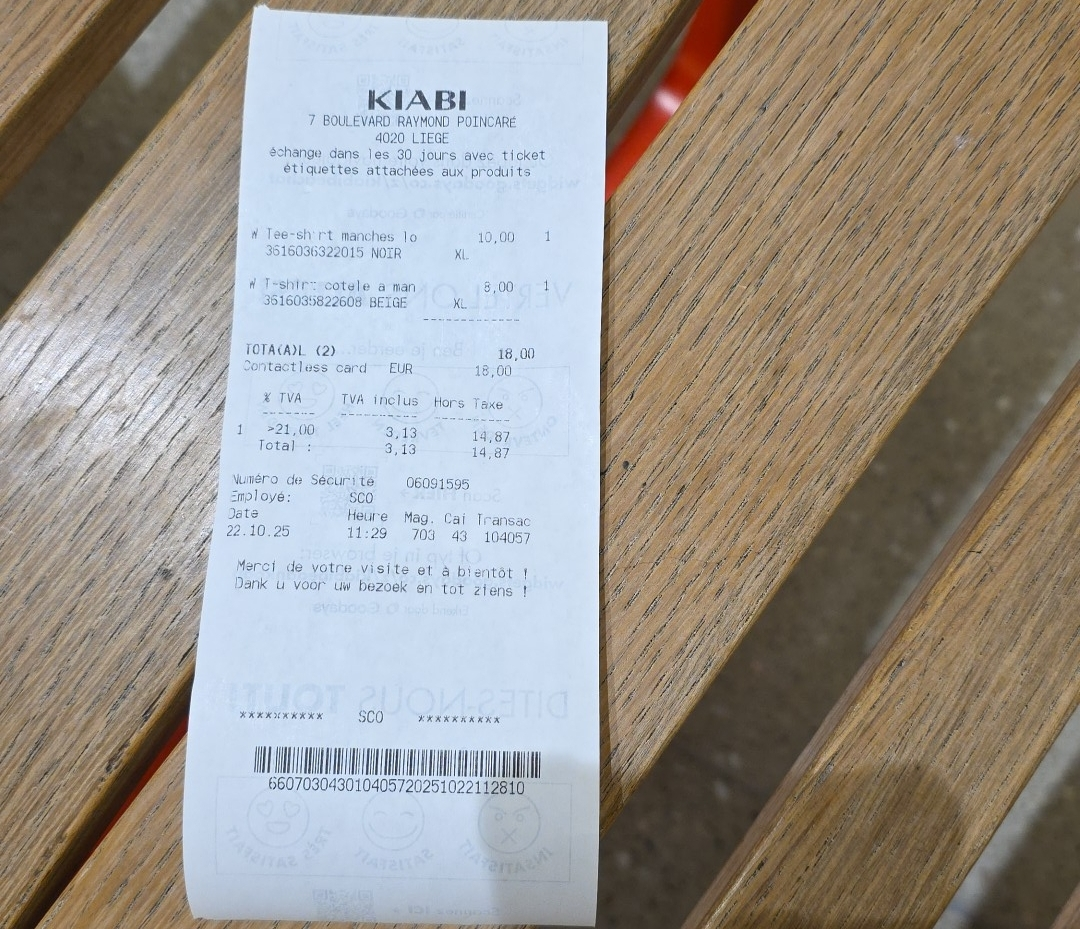 KIABI
7 BOULEVARD RAYMOND POINCARE
4020 LIEGE
échange dans les 30 jours avec ticket
étiquettes attachées aux produits
W Tee-shirt manches lo 10,00 1
3616036322015 NOIR XL
W T-shirt cotele a man 8,00 1
3616035822608 BEIGE XL
TOTA(A)L (2) 18,00
Contactless card EUR 18,00
% TVA TVA inclus Hors Taxe
1 >21,00 3,13 14,87
Total : 3,13 14,87
Numéro de Sécurité 06091595
Employé: SCO
Date Heure Mag. Cai Transac
22.10.25 11:29 703 43 104057
Merci de votre visite et à bientôt !
Dank u voor uw bezoek en tot ziens !
********** SCO **********
6607030430104057202510221128​10